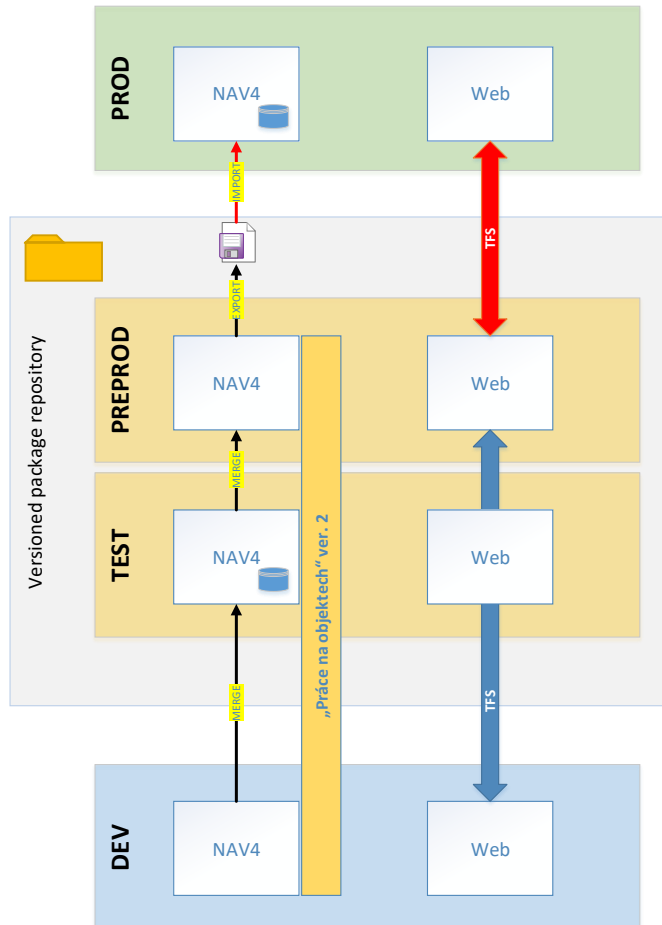 PROD
NAV4
Web
IMPORT
TFS
Versioned package repository
EXPORT
PREPROD
NAV4
Web
MERGE
TEST
NAV4
Web
„Práce na objektech“ ver. 2
MERGE
TFS
DEV
NAV4
Web